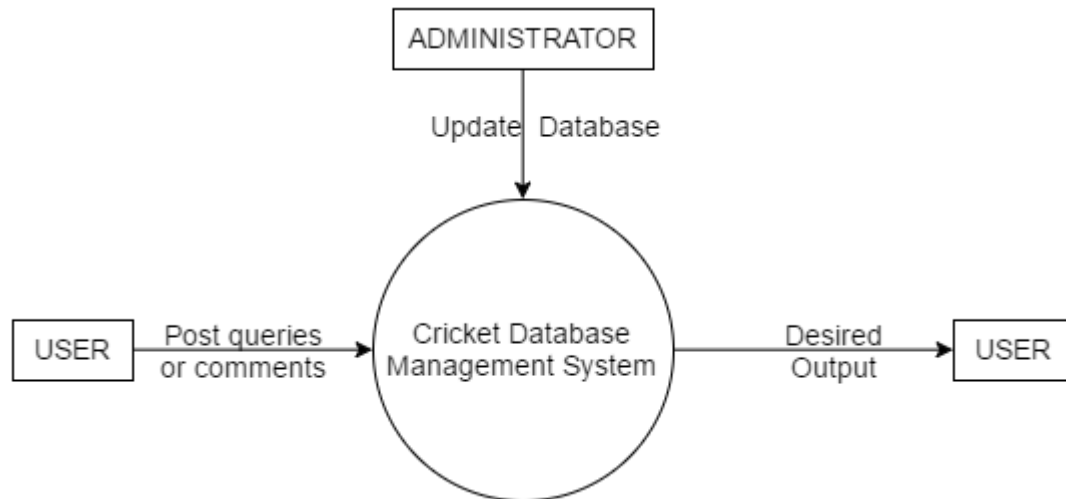 ADMINISTRATOR
Update Database
USER
Post queries
or comments
Cricket Database
Management System
Desired
Output
USER